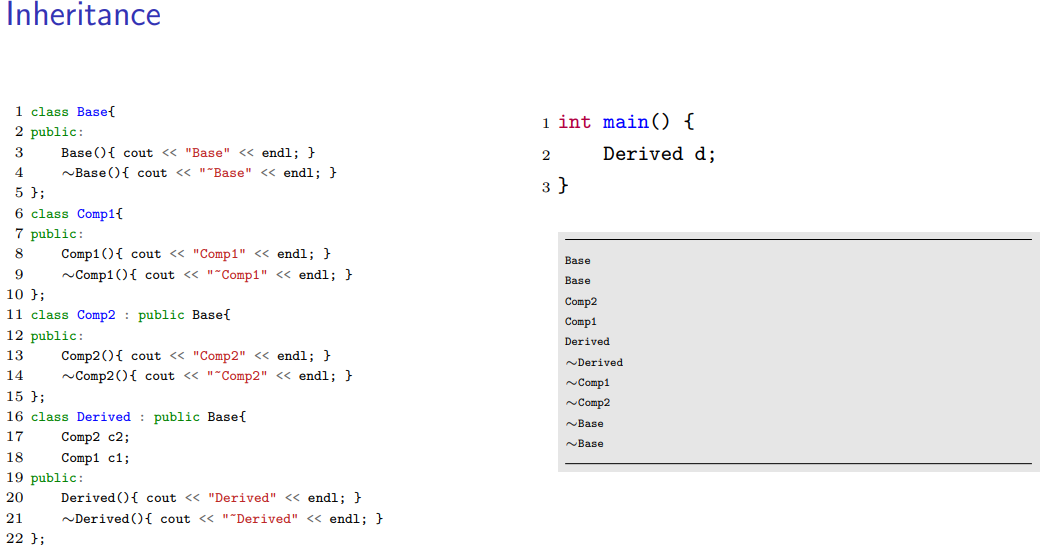 Inheritance
1 class Base{
2 public:
3     Base(){ cout << "Base" << endl; }
4     ~Base(){ cout << "~Base" << endl; }
5 };
6 class Comp1{
7 public:
8     Comp1(){ cout << "Comp1" << endl; }
9     ~Comp1(){ cout << "~Comp1" << endl; }
10 };
11 class Comp2 : public Base{
12 public:
13     Comp2(){ cout << "Comp2" << endl; }
14     ~Comp2(){ cout << "~Comp2" << endl; }
15 };
16 class Derived : public Base{
17     Comp2 c2;
18     Comp1 c1;
19 public:
20     Derived(){ cout << "Derived" << endl; }
21     ~Derived(){ cout << "~Derived" << endl; }
22 };
1 int main() {
2     Derived d;
3 }
Base
Base
Comp2
Comp1
Derived
~Derived
~Comp1
~Comp2
~Base
~Base